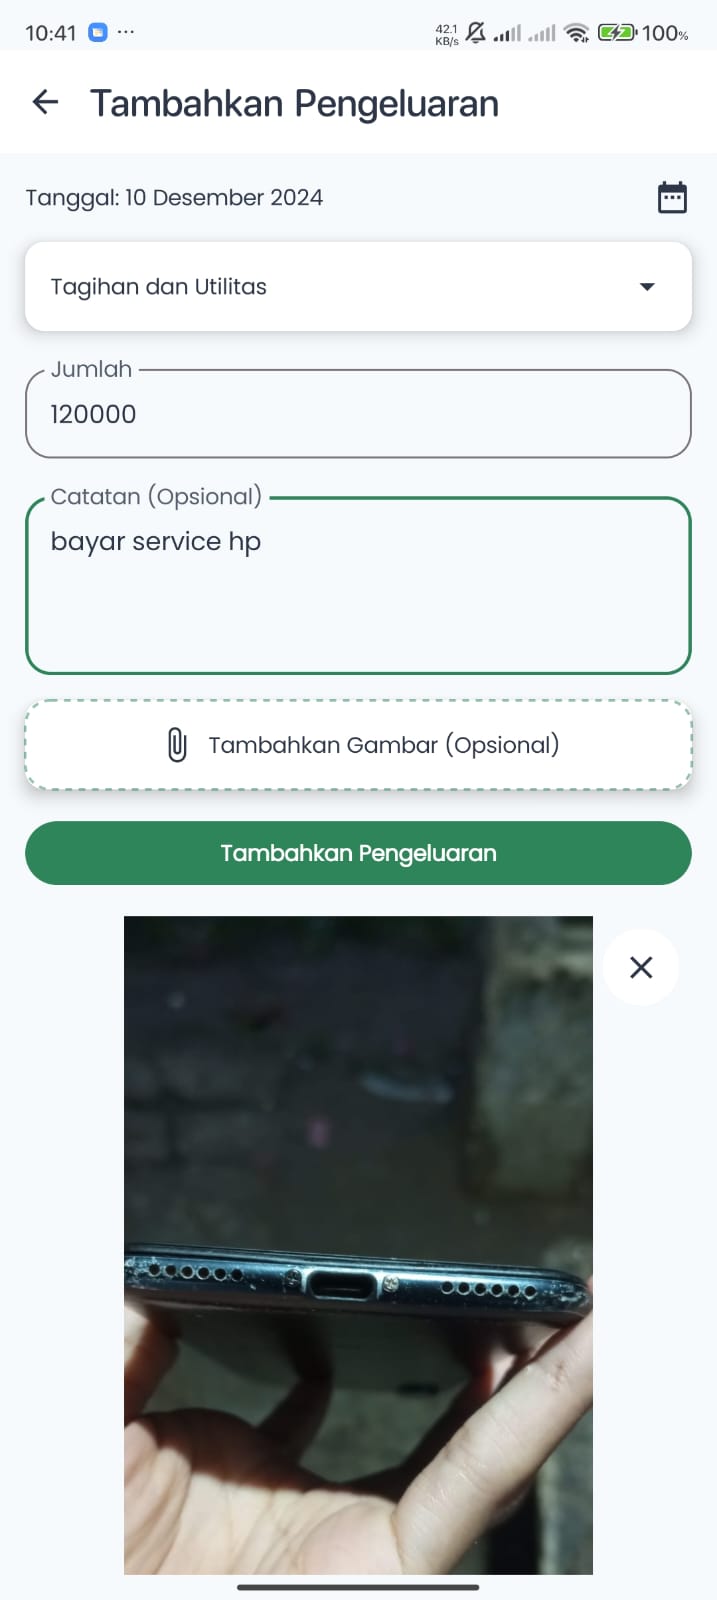 10:41 ... 42.1 KB/s 100%
Tambahkan Pengeluaran
Tanggal: 10 Desember 2024
Tagihan dan Utilitas
Jumlah
120000
Catatan (Opsional)
bayar service hp
Tambahkan Gambar (Opsional)
Tambahkan Pengeluaran